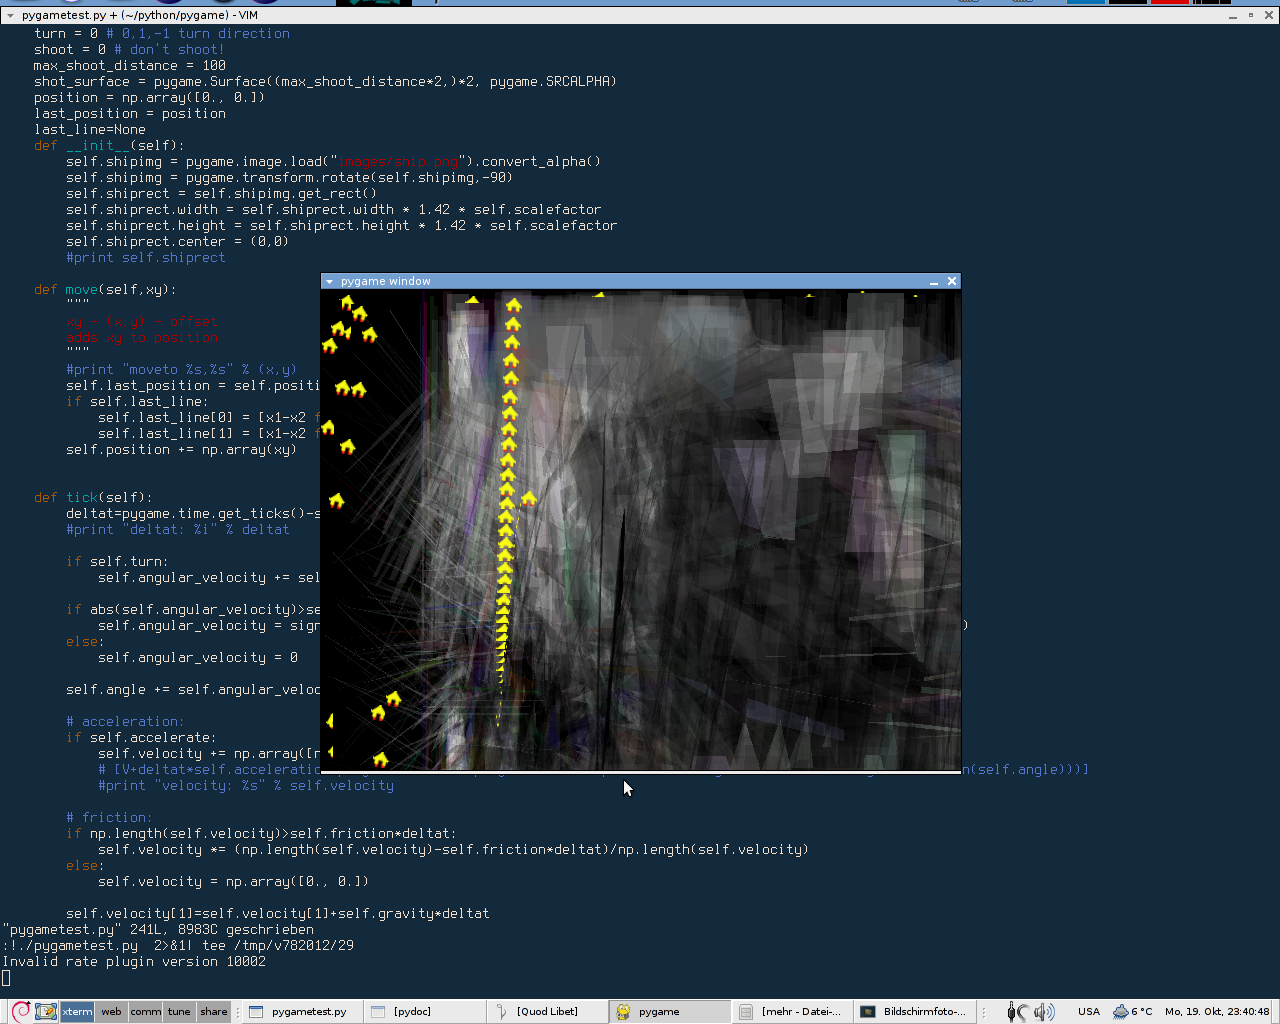 pygametest.py + (~/python/pygame) - VIM
turn = 0 # 0,1,-1 turn direction
shoot = 0 # don't shoot!
max_shoot_distance = 100
shot_surface = pygame.Surface((max_shoot_distance*2,)*2, pygame.SRCALPHA)
position = np.array([0., 0.])
last_position = position
last_line=None
def __init__(self):
self.shipimg = pygame.image.load("images/ship.png").convert_alpha()
self.shipimg = pygame.transform.rotate(self.shipimg,-90)
self.shiprect = self.shipimg.get_rect()
self.shiprect.width = self.shiprect.width * 1.42 * self.scalefactor
self.shiprect.height = self.shiprect.height * 1.42 * self.scalefactor
self.shiprect.center = (0,0)
#print self.shiprect
pygame window
def move(self,xy):
"""
xy - (x,y) - offset
adds xy to position
"""
#print "moveto %s,%s" % (x,y)
self.last_position = self.positi
if self.last_line:
self.last_line[0] = [x1-x2 f
self.last_line[1] = [x1-x2 f
self.position += np.array(xy)
def tick(self):
deltat=pygame.time.get_ticks()-s
#print "deltat: %i" % deltat
if self.turn:
self.angular_velocity += sel
if abs(self.angular_velocity)>se
self.angular_velocity = sign )
else:
self.angular_velocity = 0
self.angle += self.angular_veloc
# acceleration:
if self.accelerate:
self.velocity += np.array([n
# [V+deltat*self.acceleratio n(self.angle)))]
#print "velocity: %s" % self.velocity
# friction:
if np.length(self.velocity)>self.friction*deltat:
self.velocity *= (np.length(self.velocity)-self.friction*deltat)/np.length(self.velocity)
else:
self.velocity = np.array([0., 0.])
self.velocity[1]=self.velocity[1]+self.gravity*deltat
"pygametest.py" 241L, 8983C geschrieben
:!./pygametest.py 2>&1| tee /tmp/v782012/29
Invalid rate plugin version 10002
xterm web comm tune share pygametest.py [pydoc] [Quod Libet] pygame [mehr - Datei-... Bildschirmfoto-... USA 6 °C Mo, 19. Okt, 23:40:48